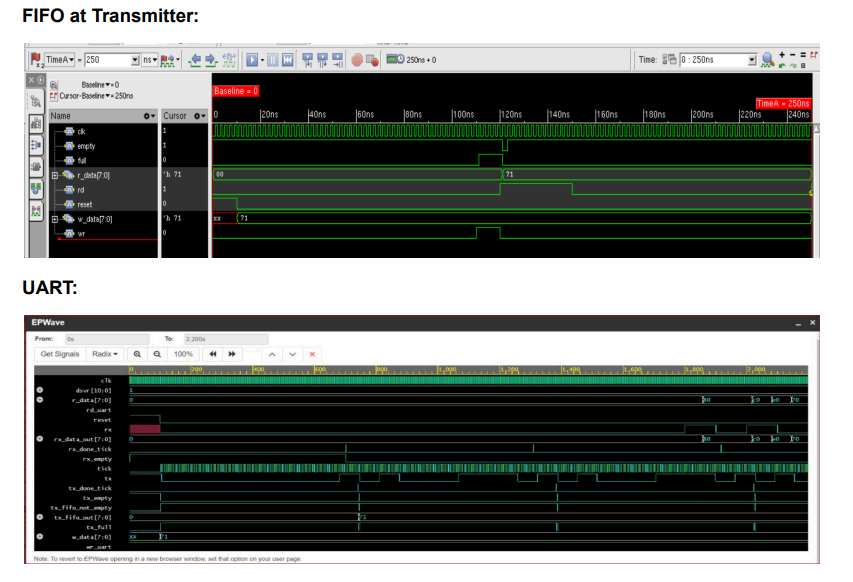 FIFO at Transmitter:
TimeA = 250 ns 250ns + 0 Time: 0 : 250ns
Baseline = 0
Cursor-Baseline = 250ns
Baseline = 0
TimeA = 250ns
Name Cursor 0 20ns 40ns 60ns 80ns 100ns 120ns 140ns 160ns 180ns 200ns 220ns 240ns
clk 1
empty 1
full 0
r_data[7:0] 'h 71 00 71
rd 1
reset 0
w_data[7:0] 'h 71 xx 71
wr 0
UART:
EPWave
From: 0s To: 2,200s
Get Signals Radix 100%
0 200 400 600 800 1,000 1,200 1,400 1,600 1,800 2,000
clk
dsvr[10:0] 1
r_data[7:0] 0 80 c0 e0 70
rd_uart
reset
rx
rx_data_out[7:0] 0 80 c0 e0 70
rx_done_tick
rx_empty
tick
tx
tx_done_tick
tx_empty
tx_fifo_not_empty
tx_fifo_out[7:0] 0 71
tx_full
w_data[7:0] xx 71
wr_uart
Note: To revert to EPWave opening in a new browser window, set that option on your user page.